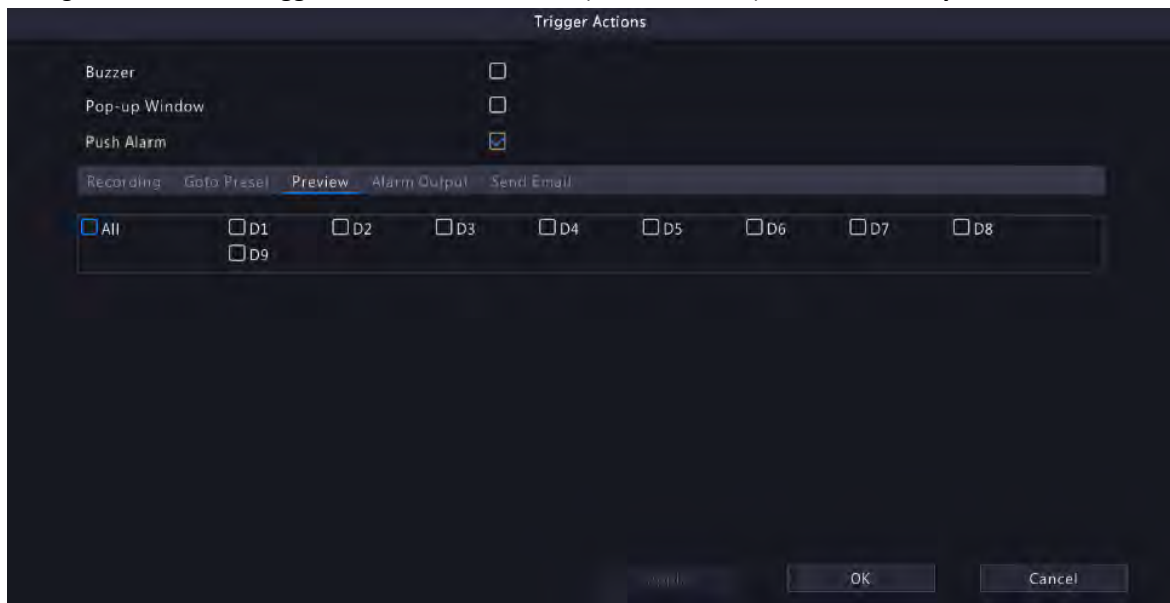 Trigger Actions
Buzzer
Pop-up Window
Push Alarm
Recording Goto Preset Preview Alarm Output Send Email
All D1 D2 D3 D4 D5 D6 D7 D8
D9
OK Cancel